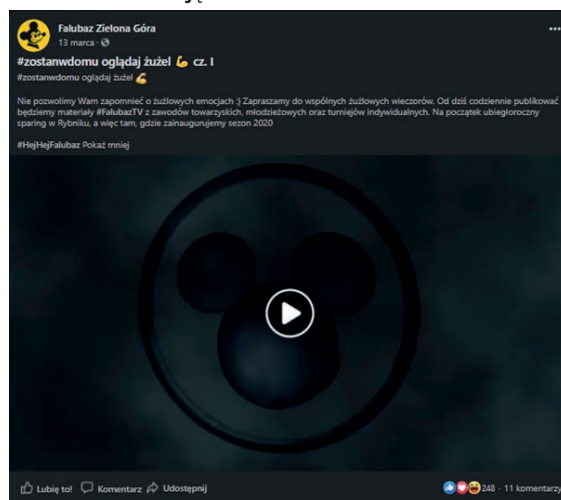 Falubaz Zielona Góra
13 marca ·
#zostanwdomu oglądaj żużel 💪 cz. I
#zostanwdomu oglądaj żużel 💪
Nie pozwolimy Wam zapomnieć o żużlowych emocjach :) Zapraszamy do wspólnych żużlowych wieczorów. Od dziś codziennie publikować
będziemy materiały #FalubazTV z zawodów towarzyskich, młodzieżowych oraz turniejów indywidualnych. Na początek ubiegłoroczny
sparing w Rybniku, a więc tam, gdzie zainaugurujemy sezon 2020
#HejHejFalubaz Pokaż mniej
Lubię to! Komentarz Udostępnij 248 · 11 komentarzy